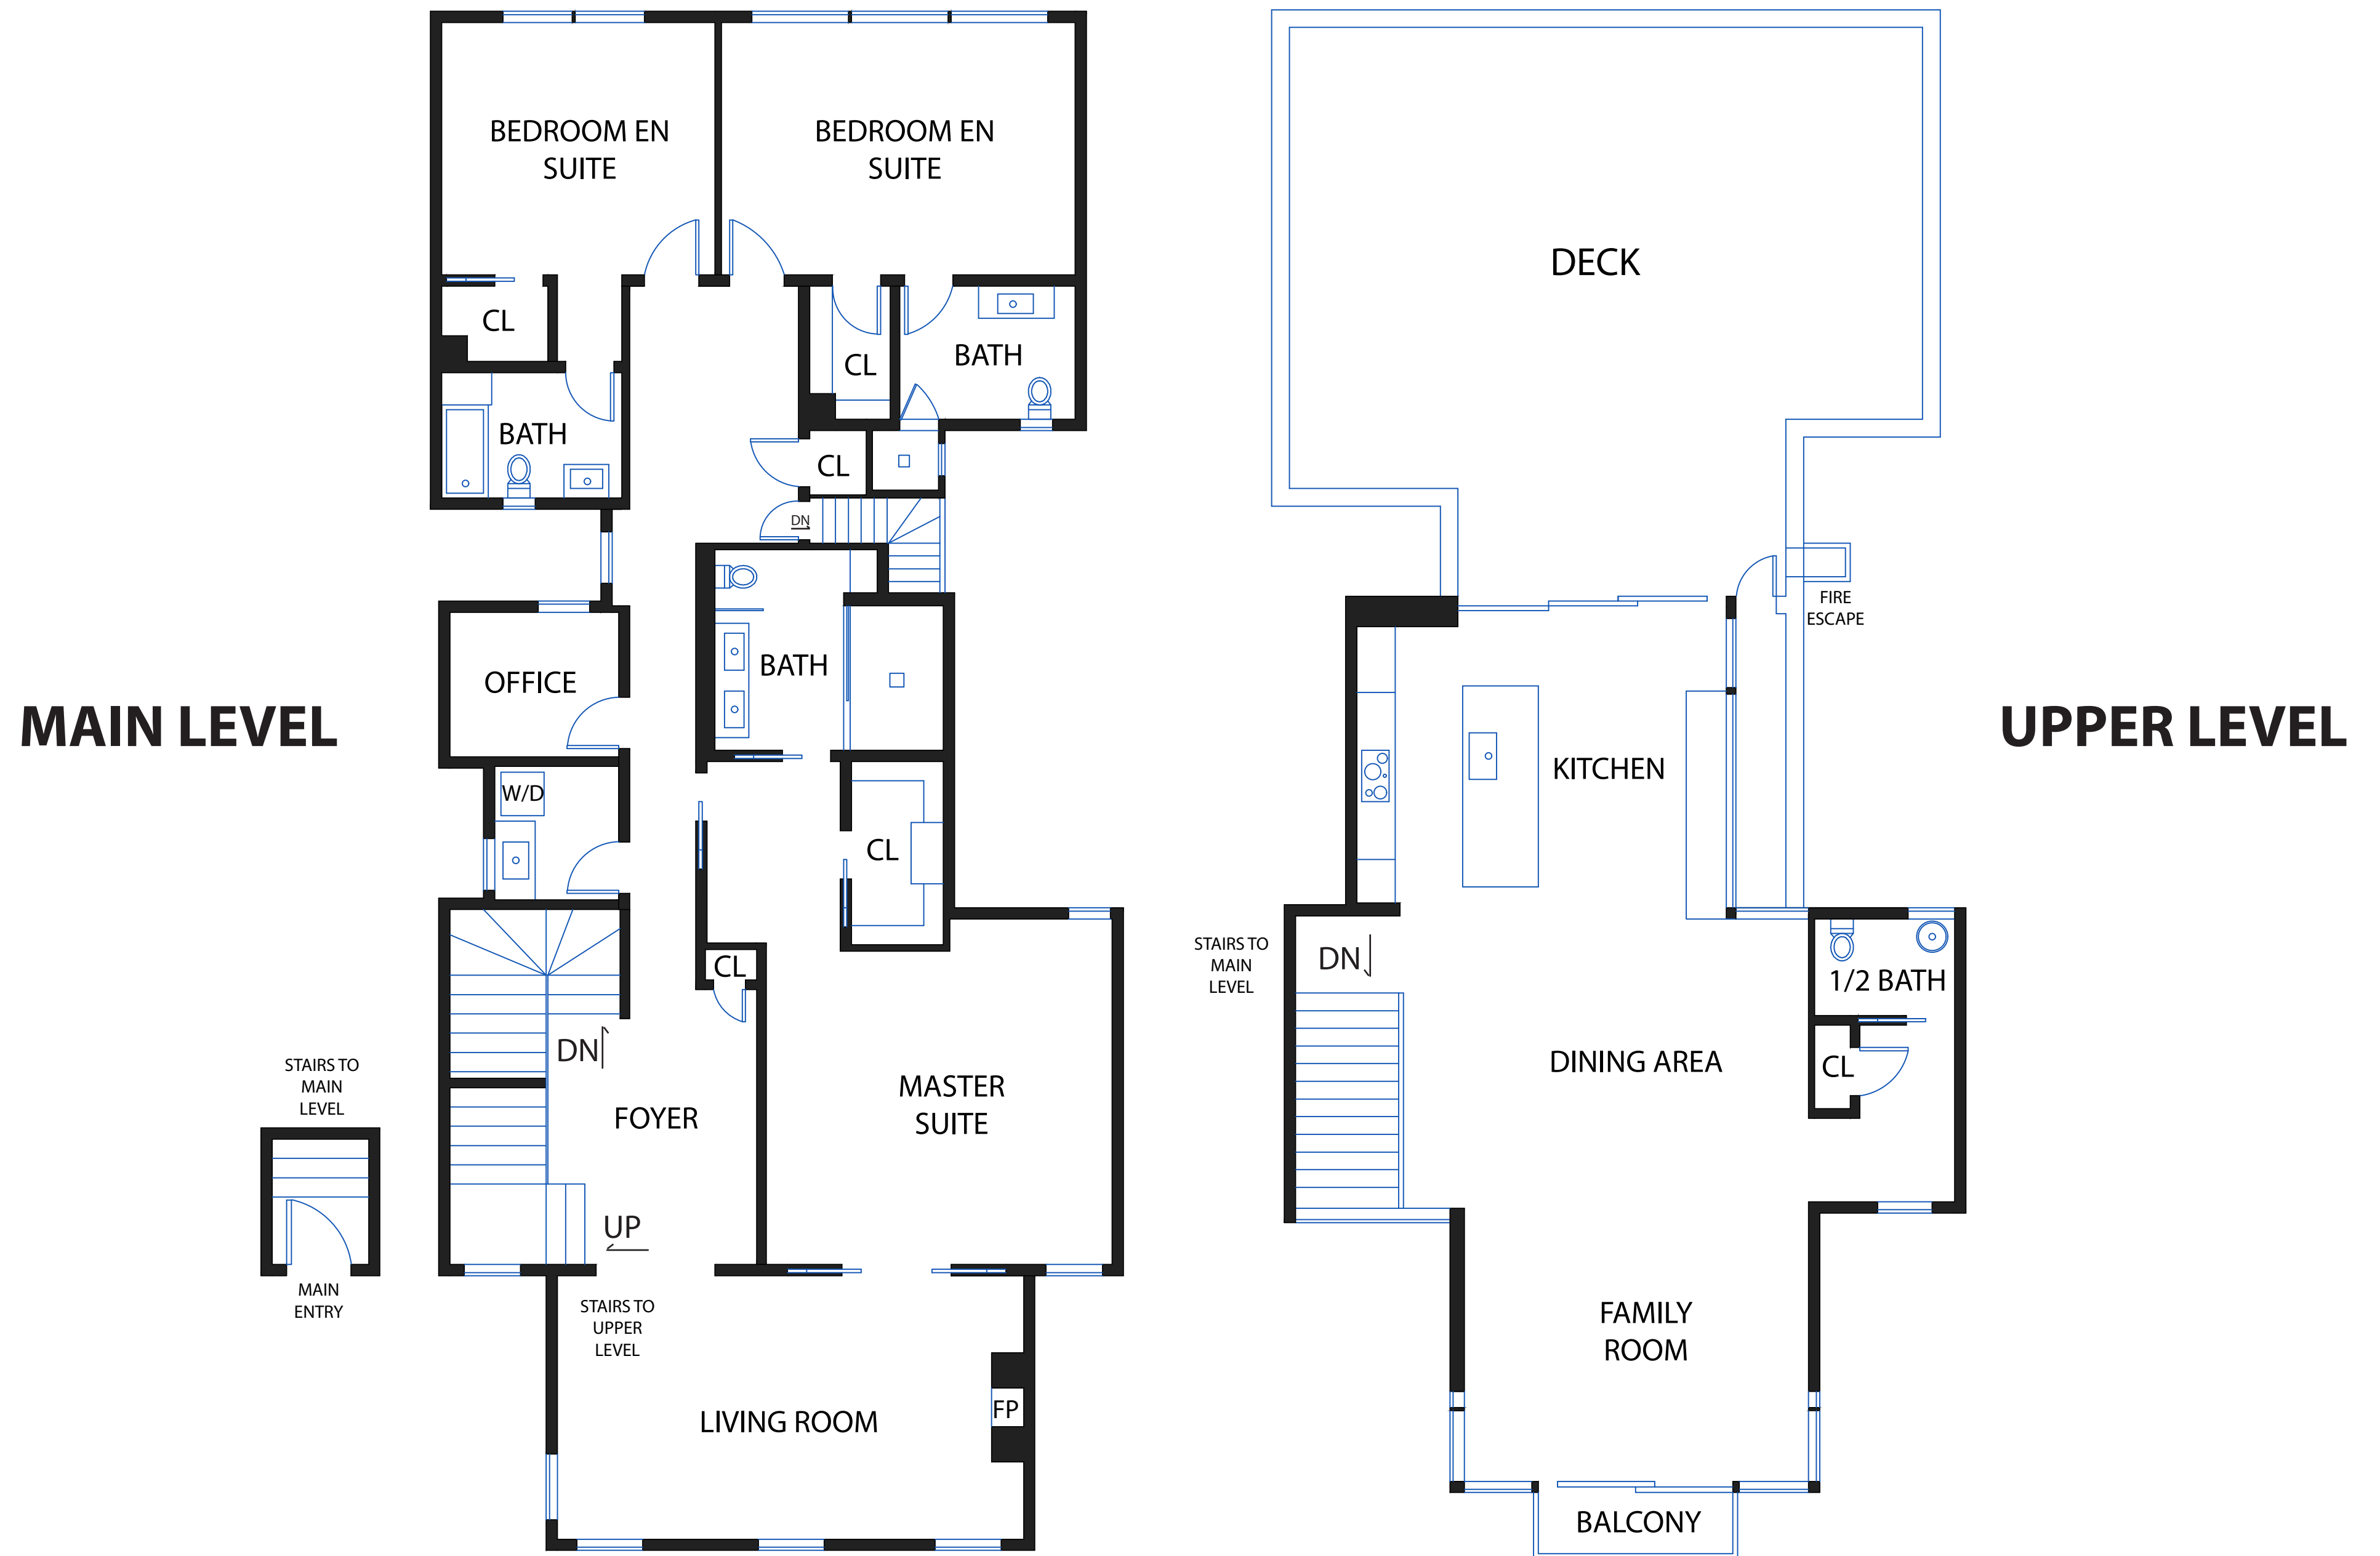 MAIN LEVEL
BEDROOM EN
SUITE
BEDROOM EN
SUITE
CL
CL
BATH
BATH
CL
DN
OFFICE
BATH
W/D
CL
CL
DN
FOYER
MASTER
SUITE
UP
STAIRS TO
MAIN
LEVEL
MAIN
ENTRY
STAIRS TO
UPPER
LEVEL
LIVING ROOM
FP
UPPER LEVEL
DECK
FIRE
ESCAPE
KITCHEN
STAIRS TO
MAIN
LEVEL
DN
1/2 BATH
DINING AREA
CL
FAMILY
ROOM
BALCONY